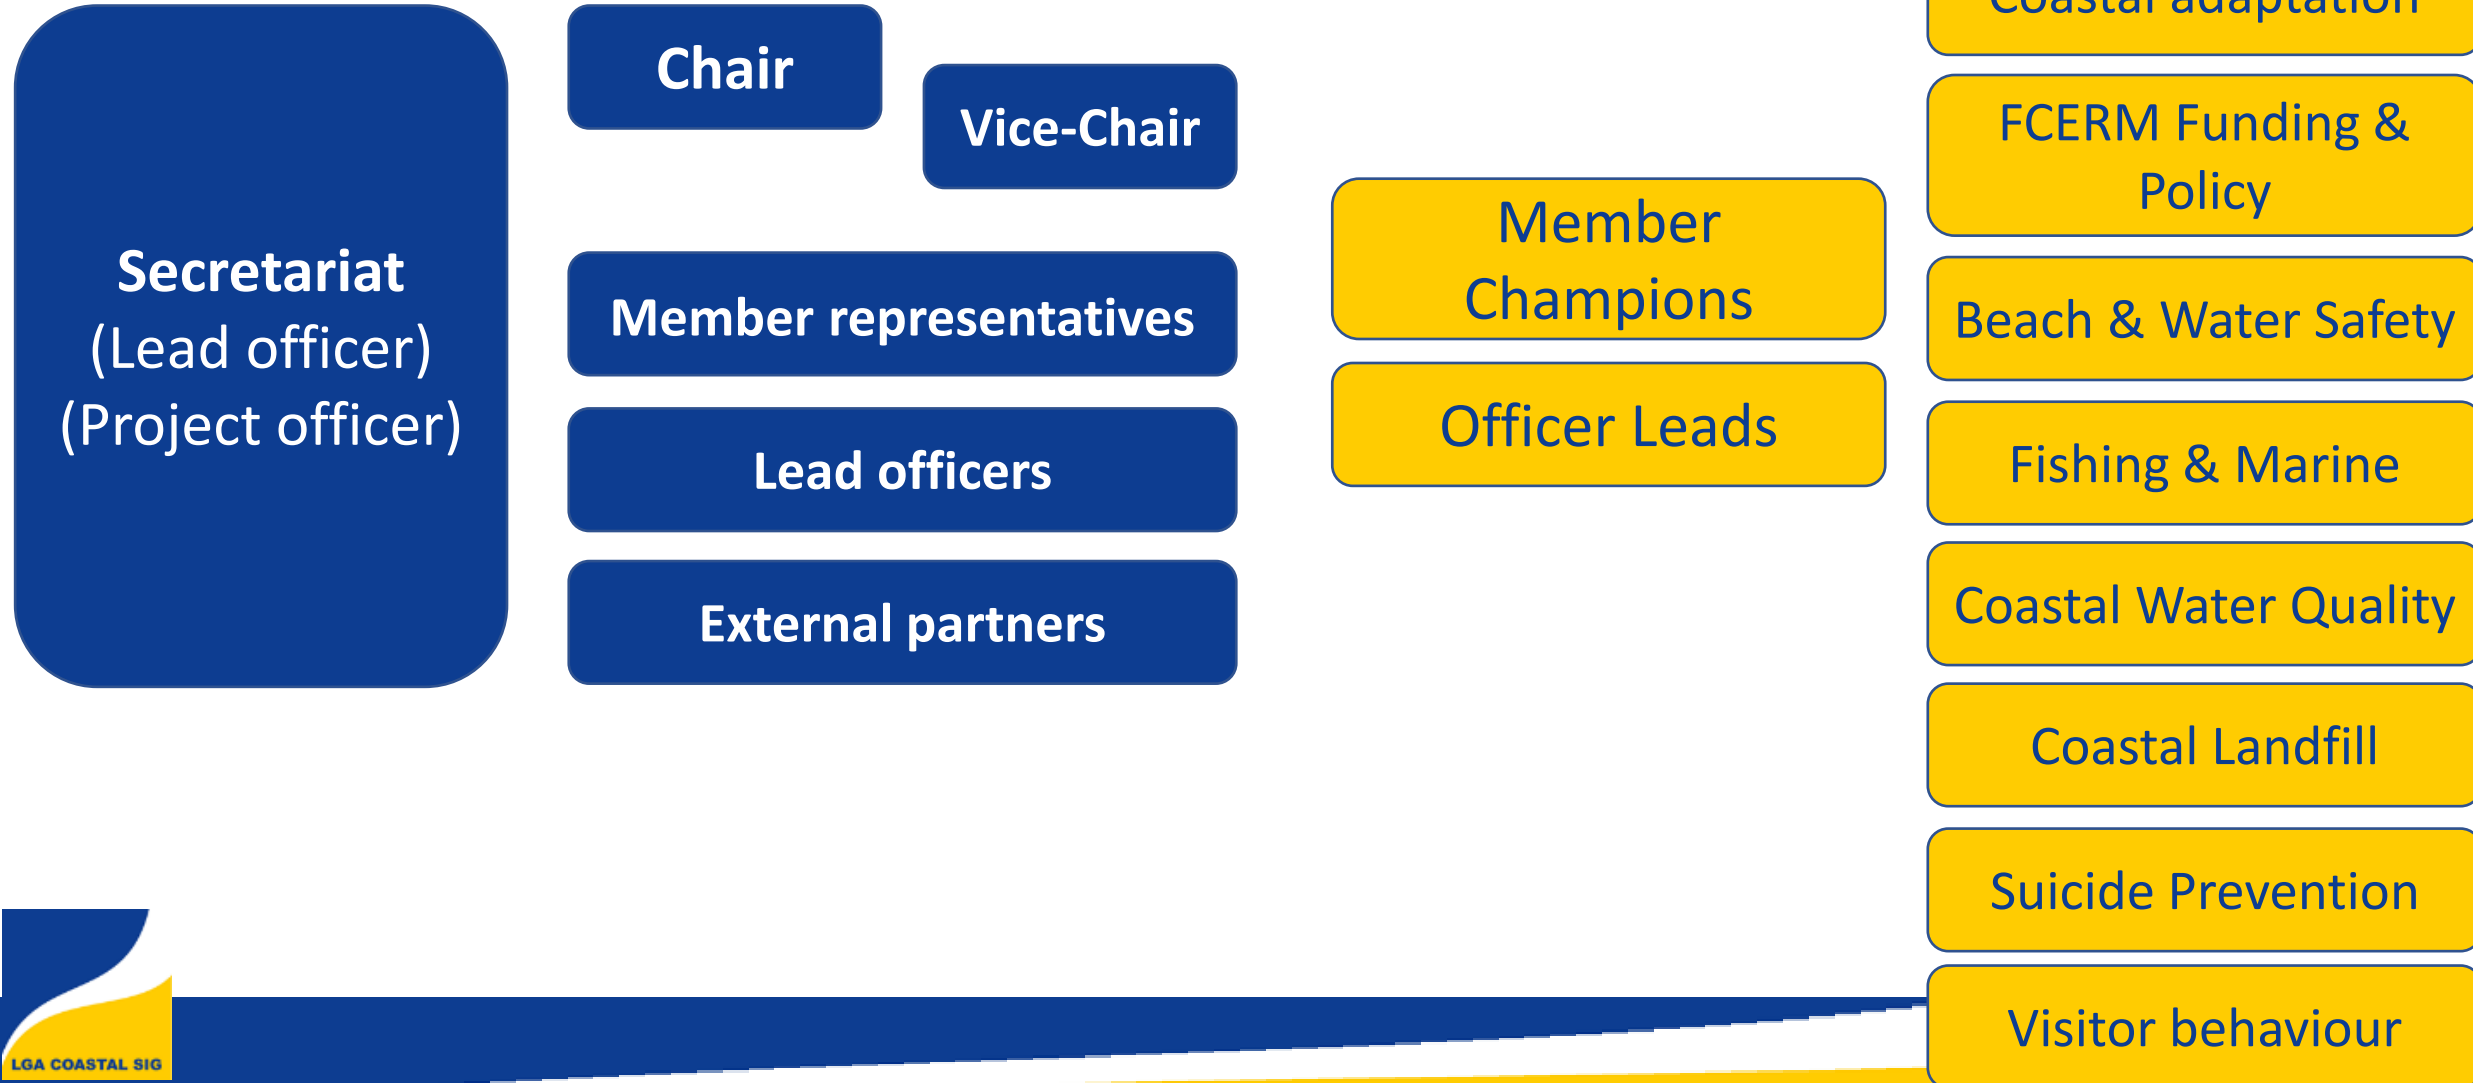 Secretariat
(Lead officer)
(Project officer)
Chair
Vice-Chair
Member representatives
Lead officers
External partners
Member
Champions
Officer Leads
Coastal adaptation
FCERM Funding &
Policy
Beach & Water Safety
Fishing & Marine
Coastal Water Quality
Coastal Landfill
Suicide Prevention
Visitor behaviour
LGA COASTAL SIG